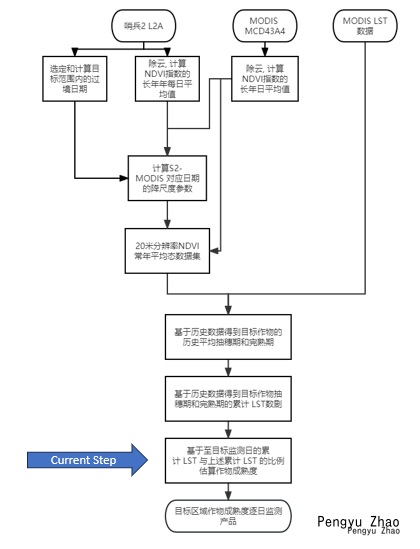 哨兵2 L2A
MODIS
MCD43A4
MODIS LST
数据
选定和计算目
标范围内的过
境日期
除云, 计算
NDVI指数的
长年年每日平
均值
除云, 计算
NDVI指数的
长年日平均值
计算S2-
MODIS 对应日期
的降尺度参数
20米分辨率NDVI
常年平均态数据集
基于历史数据得到目标作物的
历史平均抽穗期和完熟期
基于历史数据得到目标作物抽
穗期和完熟期的累计 LST数剧
Current Step
基于至目标监测日的累
计 LST 与上述累计 LST 的比例
估算作物成熟度
目标区域作物成熟度逐日监测
产品
Pengyu Zhao
Pengyu Zhao